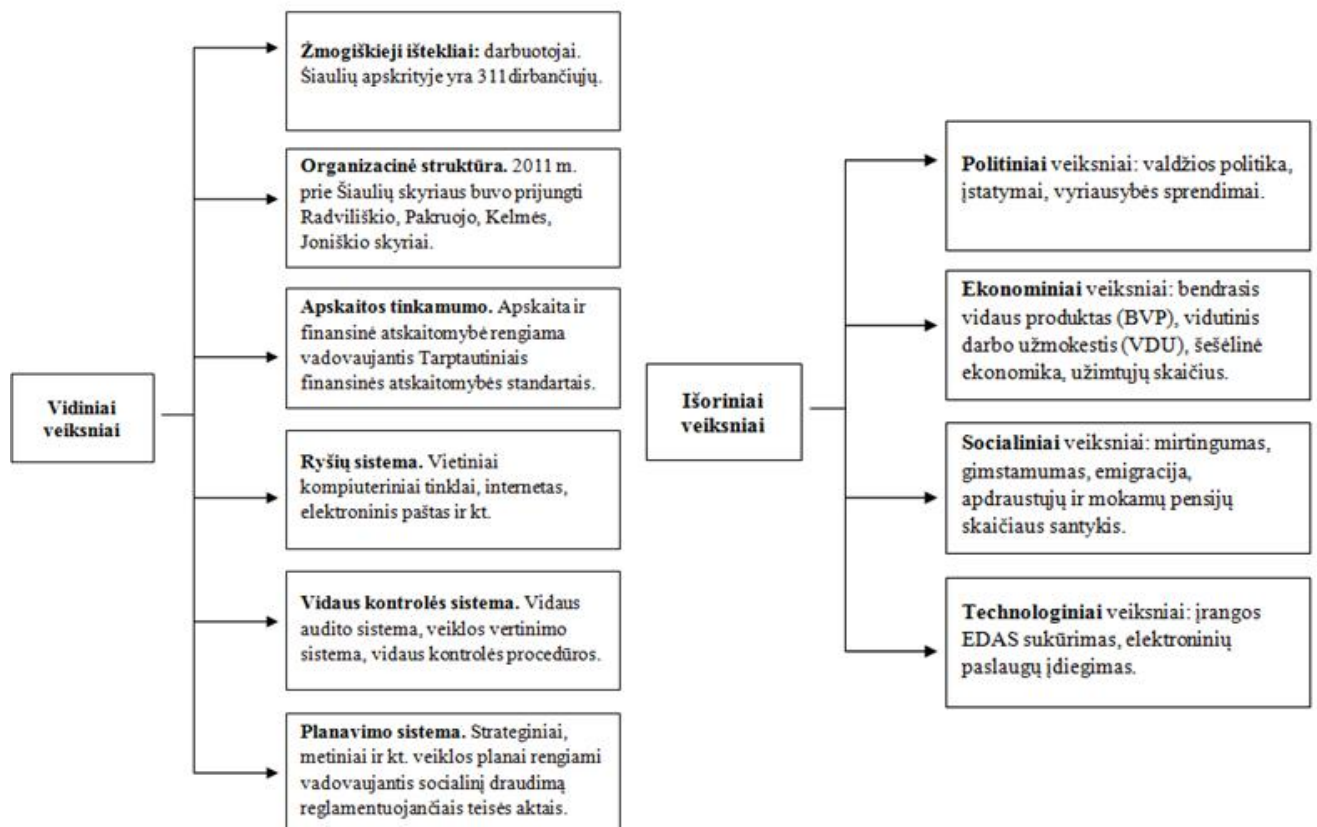 Žmogiškieji ištekliai: darbuotojai.
Šiaulių apskrityje yra 311dirbančiųjų.
Organizacinė struktūra. 2011 m.
prie Šiaulių skyriaus buvo prijungti
Radviliškio, Pakruojo, Kelmės,
Joniškio skyriai.
Apskaitos tinkamumo. Apskaita ir
finansinė atskaitomybė rengiama
vadovaujantis Tarptautiniais
finansinės atskaitomybės standartais.
Vidiniai
veiksniai
Ryšių sistema. Vietiniai
kompiuteriniai tinklai, internetas,
elektroninis paštas ir kt.
Vidaus kontrolės sistema. Vidaus
audito sistema, veiklos vertinimo
sistema, vidaus kontrolės procedūros.
Planavimo sistema. Strateginiai,
metiniai ir kt. veiklos planai rengiami
vadovaujantis socialinį draudimą
reglamentuojančiais teisės aktais.
Politiniai veiksniai: valdžios politika,
įstatymai, vyriausybės sprendimai.
Ekonominiai veiksniai: bendrasis
vidaus produktas (BVP), vidutinis
darbo užmokestis (VDU), šešėlinė
ekonomika, užimtųjų skaičius.
Išoriniai
veiksniai
Socialiniai veiksniai: mirtingumas,
gimstamumas, emigracija,
apdraustųjų ir mokamų pensijų
skaičiaus santykis.
Technologiniai veiksniai: įrangos
EDAS sukūrimas, elektroninių
paslaugų įdiegimas.